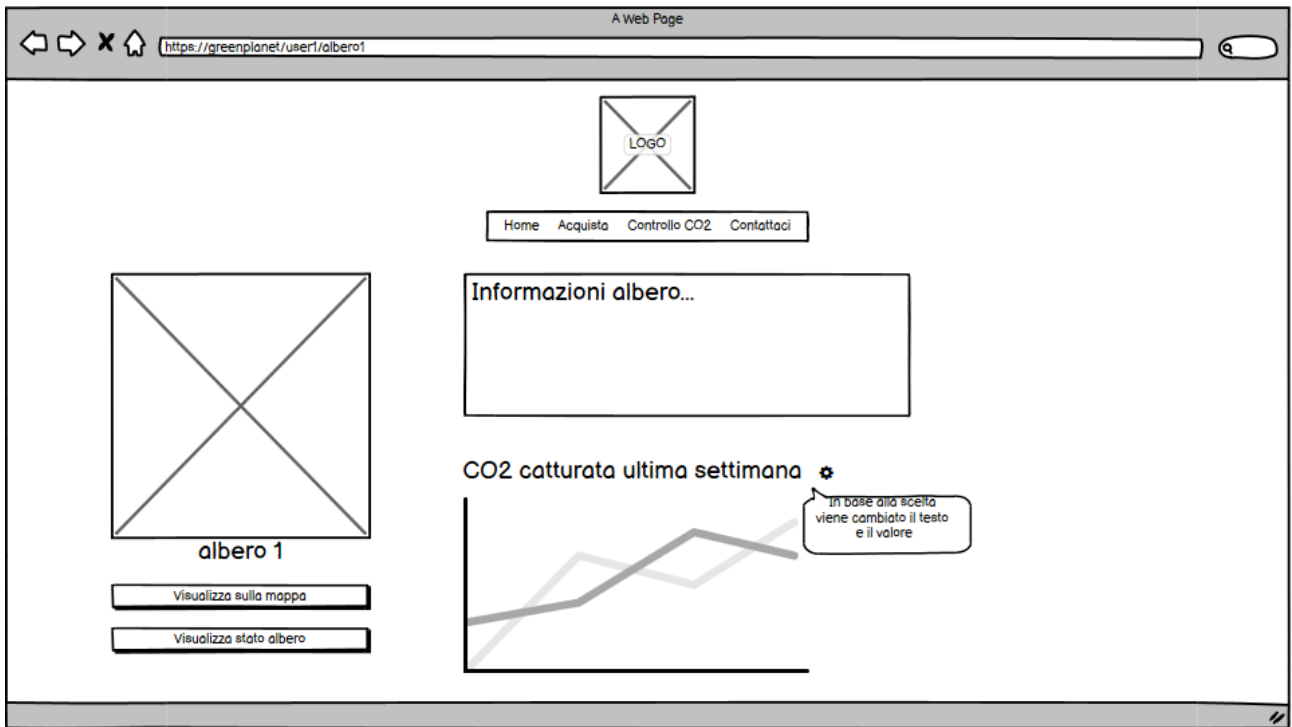 A Web Page
https://greenplanet/user1/albero1
LOGO
Home Acquista Controllo CO2 Contattaci
Informazioni albero...
albero 1
Visualizza sulla mappa
Visualizza stato albero
CO2 catturata ultima settimana
In base alla scelta
viene cambiato il testo
e il valore